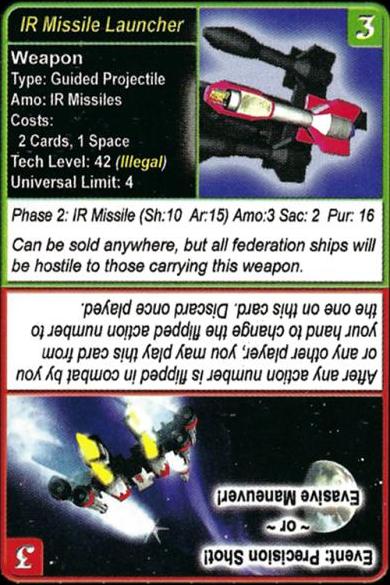 IR Missile Launcher
3
Weapon
Type: Guided Projectile
Amo: IR Missiles
Costs:
2 Cards, 1 Space
Tech Level: 42 (Illegal)
Universal Limit: 4
Phase 2: IR Missile (Sh:10 Ar:15) Amo:3 Sac: 2 Pur: 16
Can be sold anywhere, but all federation ships will
be hostile to those carrying this weapon.
3
Event: Precision Shot!
~ or ~
Evasive Maneuver!
After any action number is flipped in combat by you
or any other player, you may play this card from
your hand to change the flipped action number to
the one on this card. Discard once played.